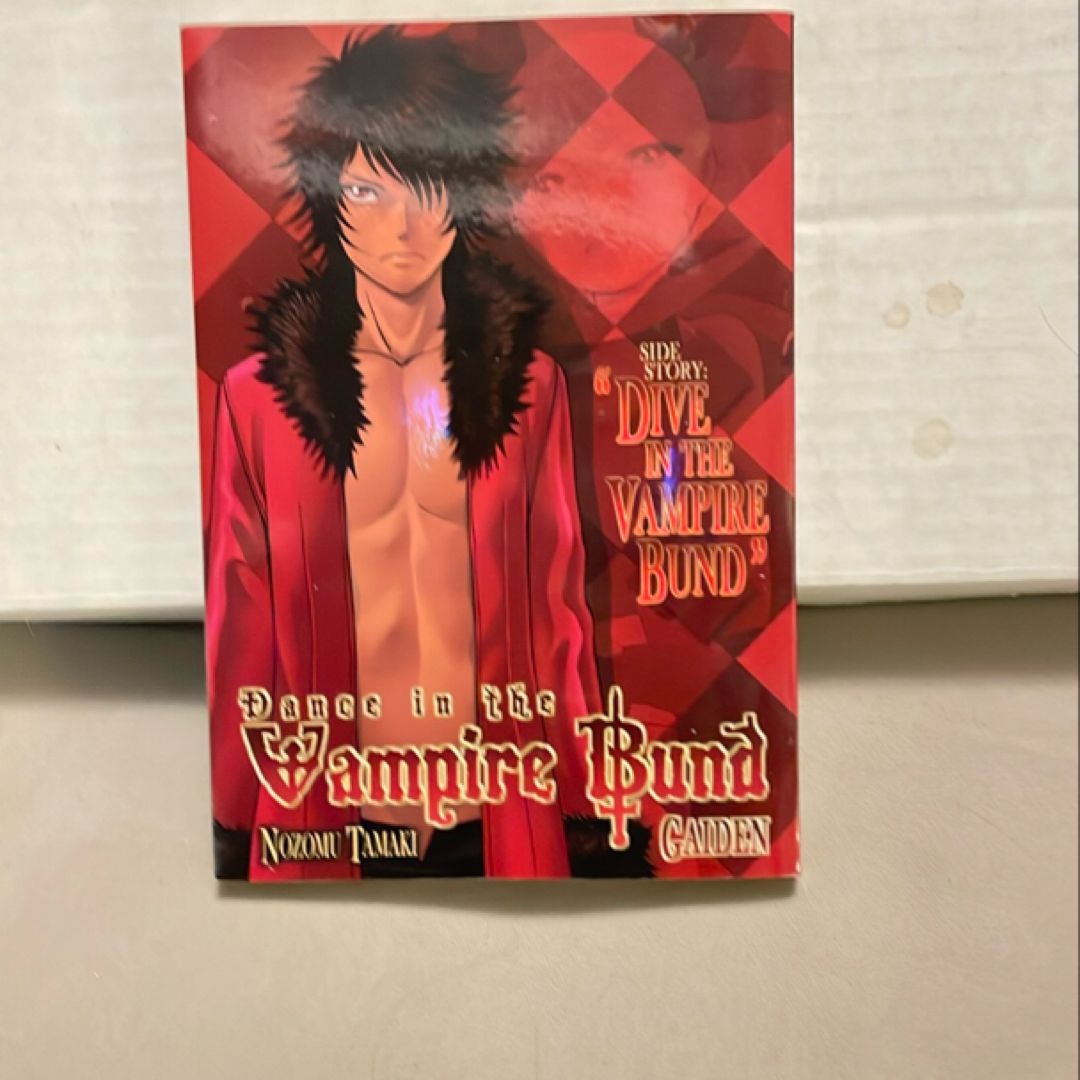 SIDE
STORY:
"DIVE
IN THE
VAMPIRE
BUND"
Dance in the
Vampire Bund
NOZOMU TAMAKI
GAIDEN